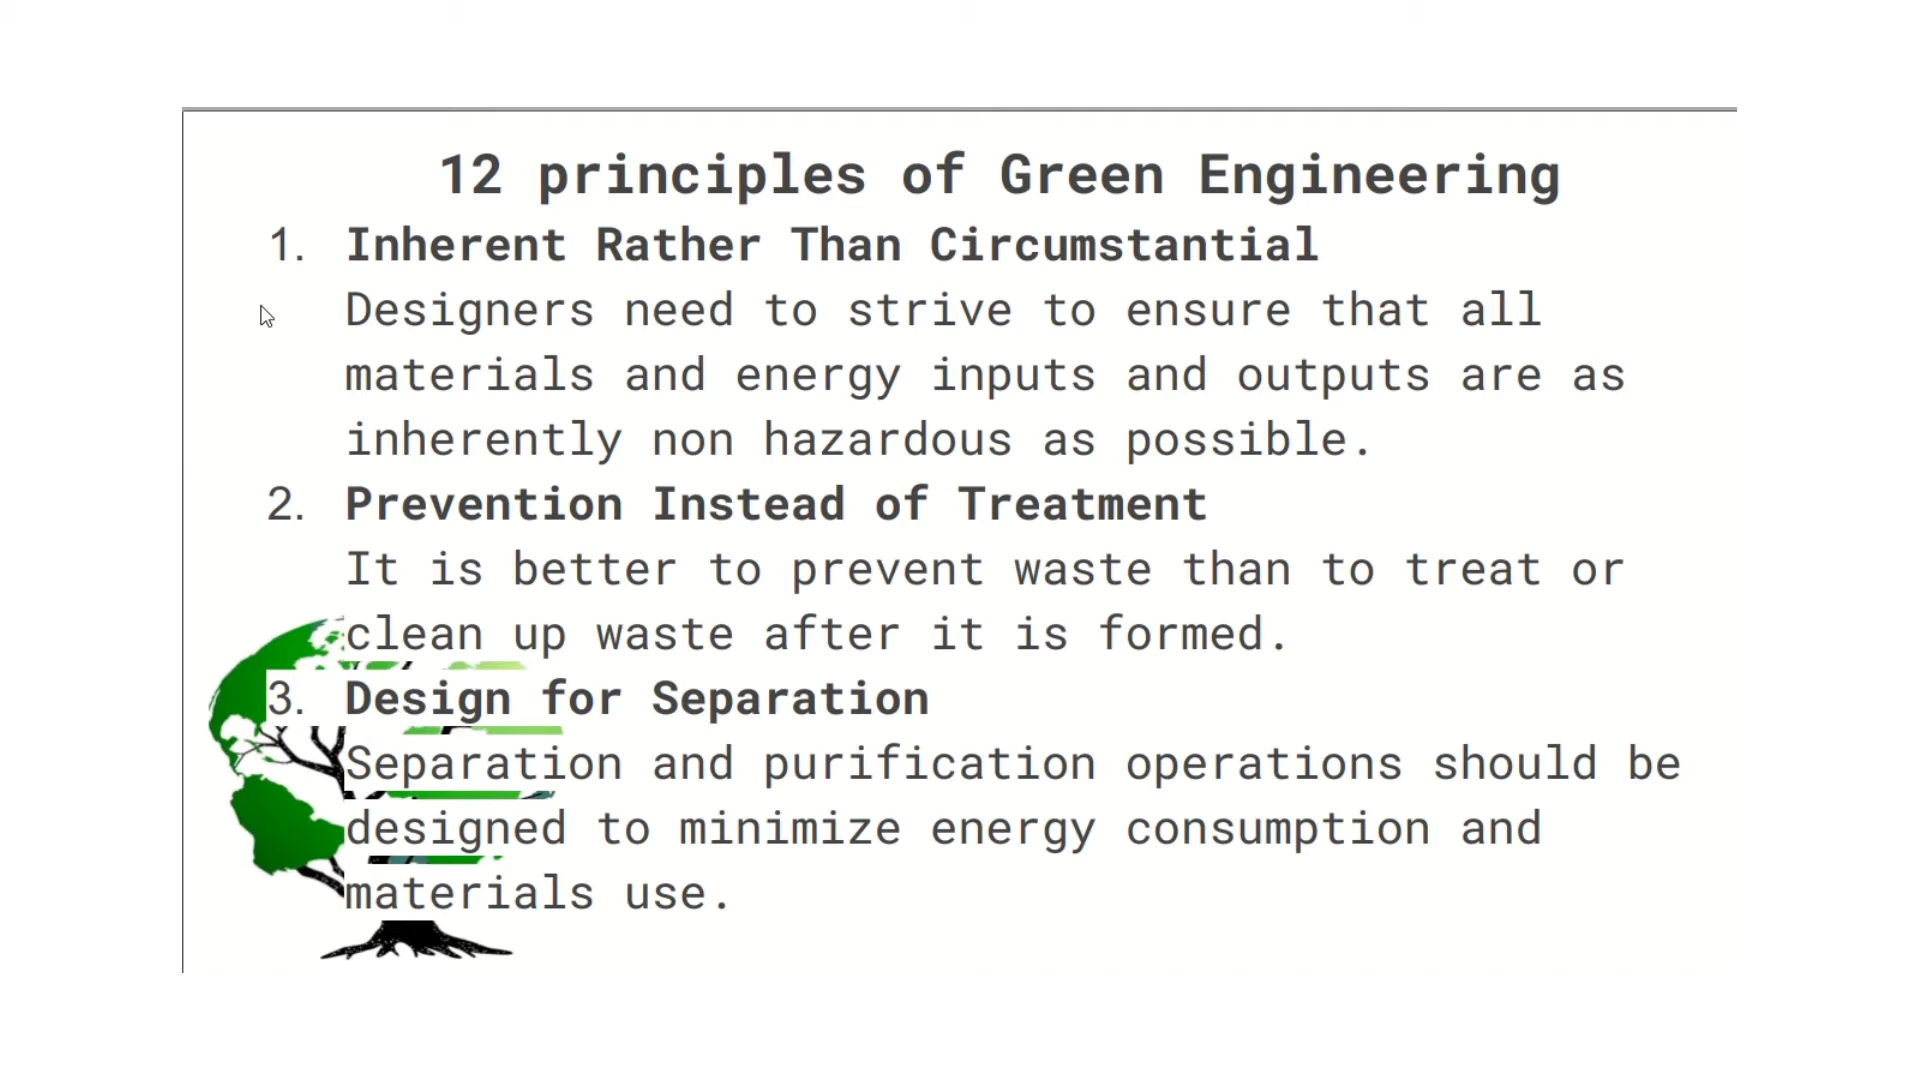 12 principles of Green Engineering
1. Inherent Rather Than Circumstantial
Designers need to strive to ensure that all
materials and energy inputs and outputs are as
inherently non hazardous as possible.
2. Prevention Instead of Treatment
It is better to prevent waste than to treat or
clean up waste after it is formed.
3. Design for Separation
Separation and purification operations should be
designed to minimize energy consumption and
materials use.